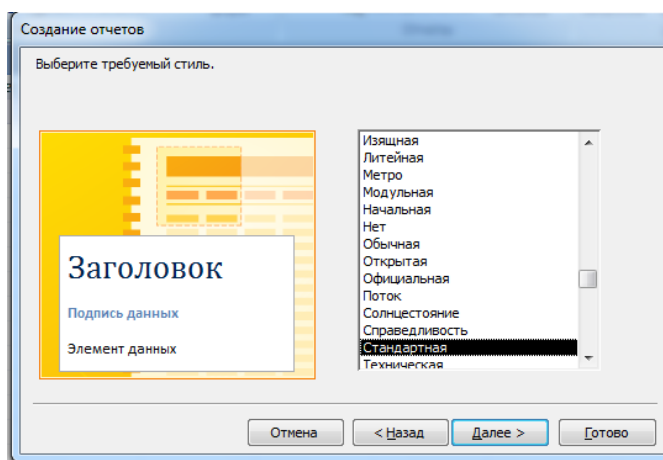 Создание отчетов
Выберите требуемый стиль.
Заголовок
Подпись данных
Элемент данных
Изящная
Литейная
Метро
Модульная
Начальная
Нет
Обычная
Открытая
Официальная
Поток
Солнцестояние
Справедливость
Стандартная
Техническая
Отмена
< Назад
Далее >
Готово